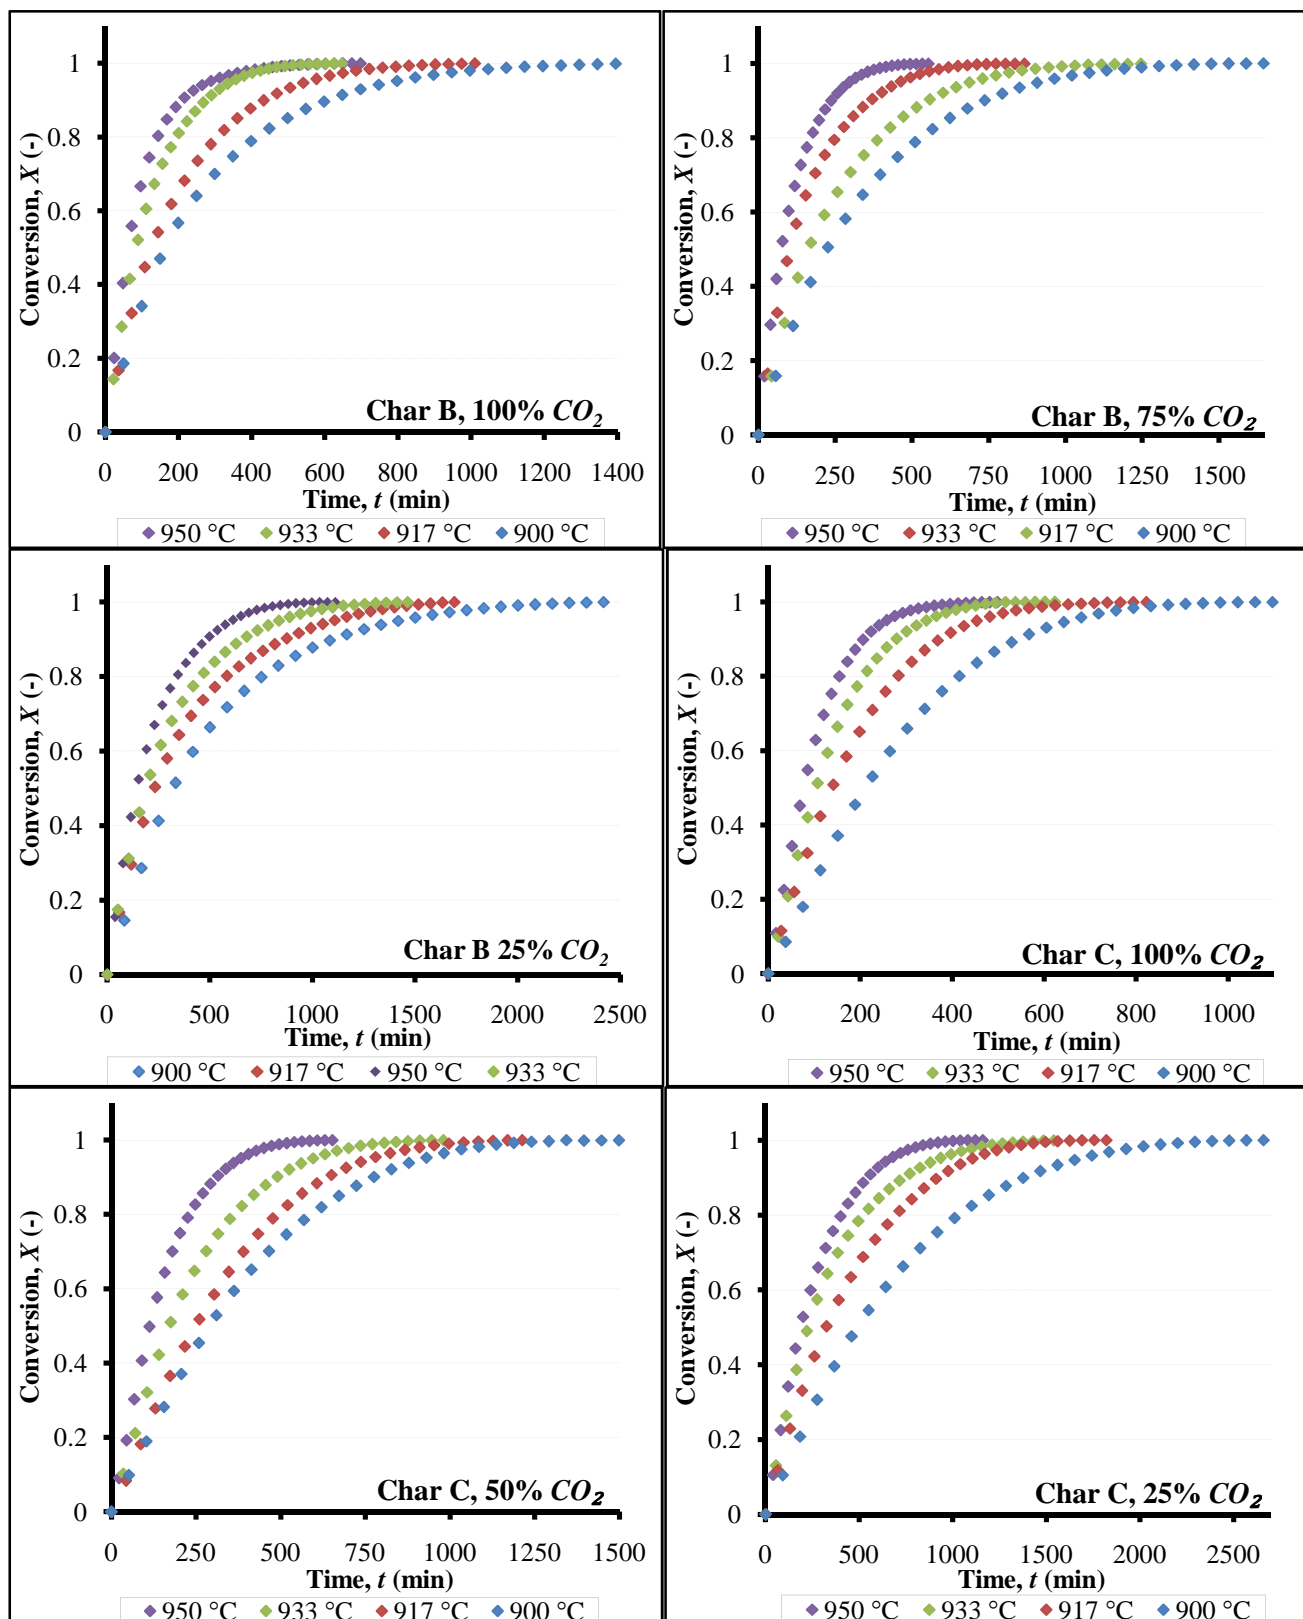 Conversion, X (-)
1
0.8
0.6
0.4
0.2
0
Char B, 100% CO₂
0 200 400 600 800 1000 1200 1400
Time, t (min)
950 °C 933 °C 917 °C 900 °C
Conversion, X (-)
1
0.8
0.6
0.4
0.2
0
Char B, 75% CO₂
0 250 500 750 1000 1250 1500
Time, t (min)
950 °C 933 °C 917 °C 900 °C
Conversion, X (-)
1
0.8
0.6
0.4
0.2
0
Char B 25% CO₂
0 500 1000 1500 2000 2500
Time, t (min)
900 °C 917 °C 950 °C 933 °C
Conversion, X (-)
1
0.8
0.6
0.4
0.2
0
Char C, 100% CO₂
0 200 400 600 800 1000
Time, t (min)
950 °C 933 °C 917 °C 900 °C
Conversion, X (-)
1
0.8
0.6
0.4
0.2
0
Char C, 50% CO₂
0 250 500 750 1000 1250 1500
Time, t (min)
950 °C 933 °C 917 °C 900 °C
Conversion, X (-)
1
0.8
0.6
0.4
0.2
0
Char C, 25% CO₂
0 500 1000 1500 2000 2500
Time, t (min)
950 °C 933 °C 917 °C 900 °C